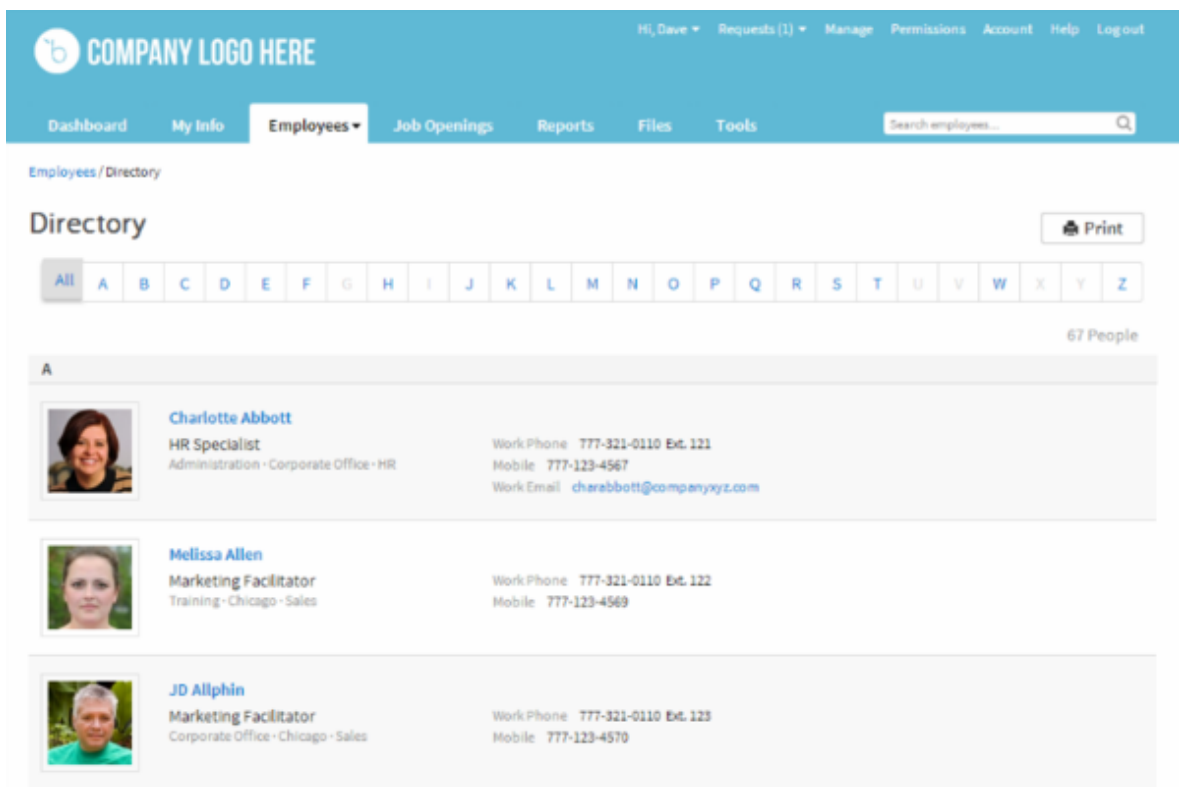 Hi, Dave Requests (1) Manage Permissions Account Help Log out
b COMPANY LOGO HERE
Dashboard My Info Employees Job Openings Reports Files Tools Search employees...
Employees / Directory
Directory
Print
All A B C D E F G H I J K L M N O P Q R S T U V W X Y Z
67 People
A
Charlotte Abbott
HR Specialist
Administration · Corporate Office · HR
Work Phone 777-321-0110 Ext. 121
Mobile 777-123-4567
Work Email charabbott@companyxyz.com
Melissa Allen
Marketing Facilitator
Training · Chicago · Sales
Work Phone 777-321-0110 Ext. 122
Mobile 777-123-4569
JD Allphin
Marketing Facilitator
Corporate Office · Chicago · Sales
Work Phone 777-321-0110 Ext. 123
Mobile 777-123-4570